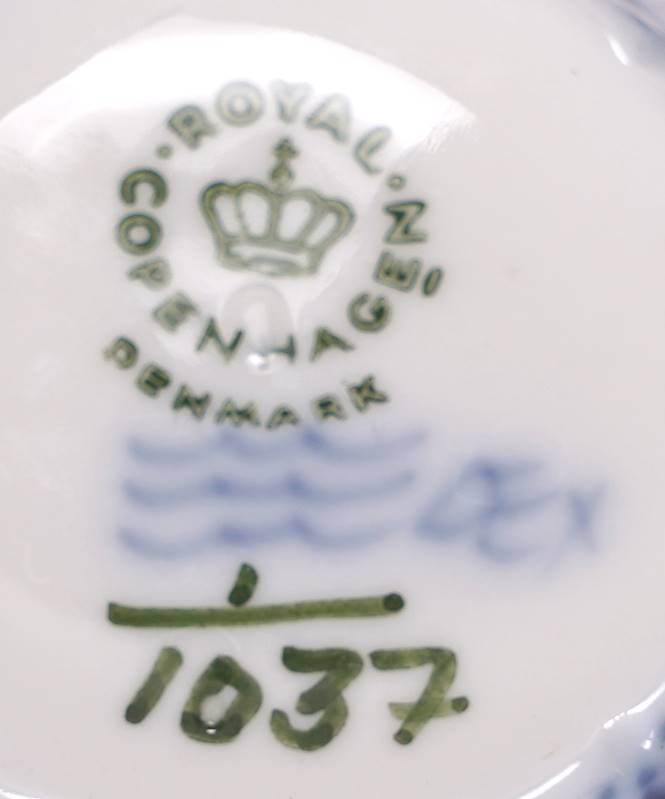 ROYAL · COPENHAGEN
DENMARK
1
1037